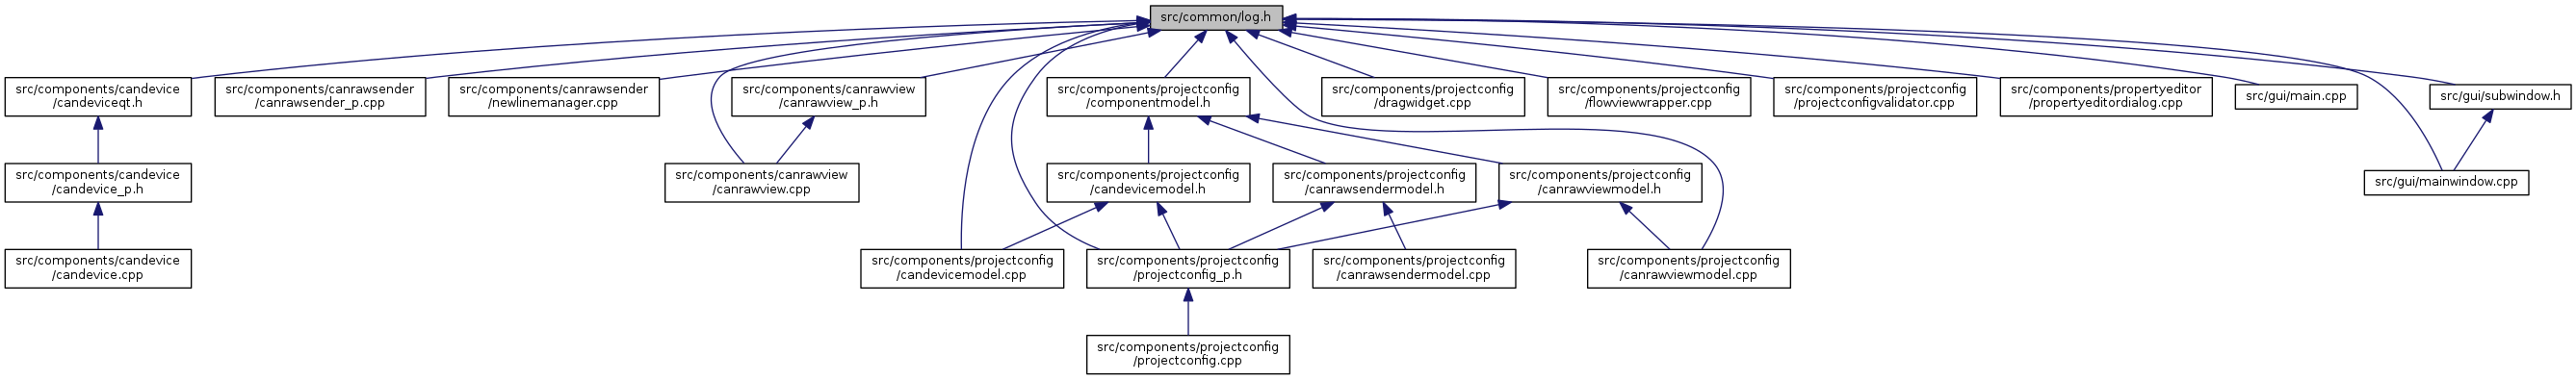 src/common/log.h
src/components/candevice
/candeviceqt.h
src/components/canrawsender
/canrawsender_p.cpp
src/components/canrawsender
/newlinemanager.cpp
src/components/canrawview
/canrawview_p.h
src/components/projectconfig
/componentmodel.h
src/components/projectconfig
/dragwidget.cpp
src/components/projectconfig
/flowviewwrapper.cpp
src/components/projectconfig
/projectconfigvalidator.cpp
src/components/propertyeditor
/propertyeditordialog.cpp
src/gui/main.cpp
src/gui/subwindow.h
src/components/candevice
/candevice_p.h
src/components/canrawview
/canrawview.cpp
src/components/projectconfig
/candevicemodel.h
src/components/projectconfig
/canrawsendermodel.h
src/components/projectconfig
/canrawviewmodel.h
src/gui/mainwindow.cpp
src/components/candevice
/candevice.cpp
src/components/projectconfig
/candevicemodel.cpp
src/components/projectconfig
/projectconfig_p.h
src/components/projectconfig
/canrawsendermodel.cpp
src/components/projectconfig
/canrawviewmodel.cpp
src/components/projectconfig
/projectconfig.cpp